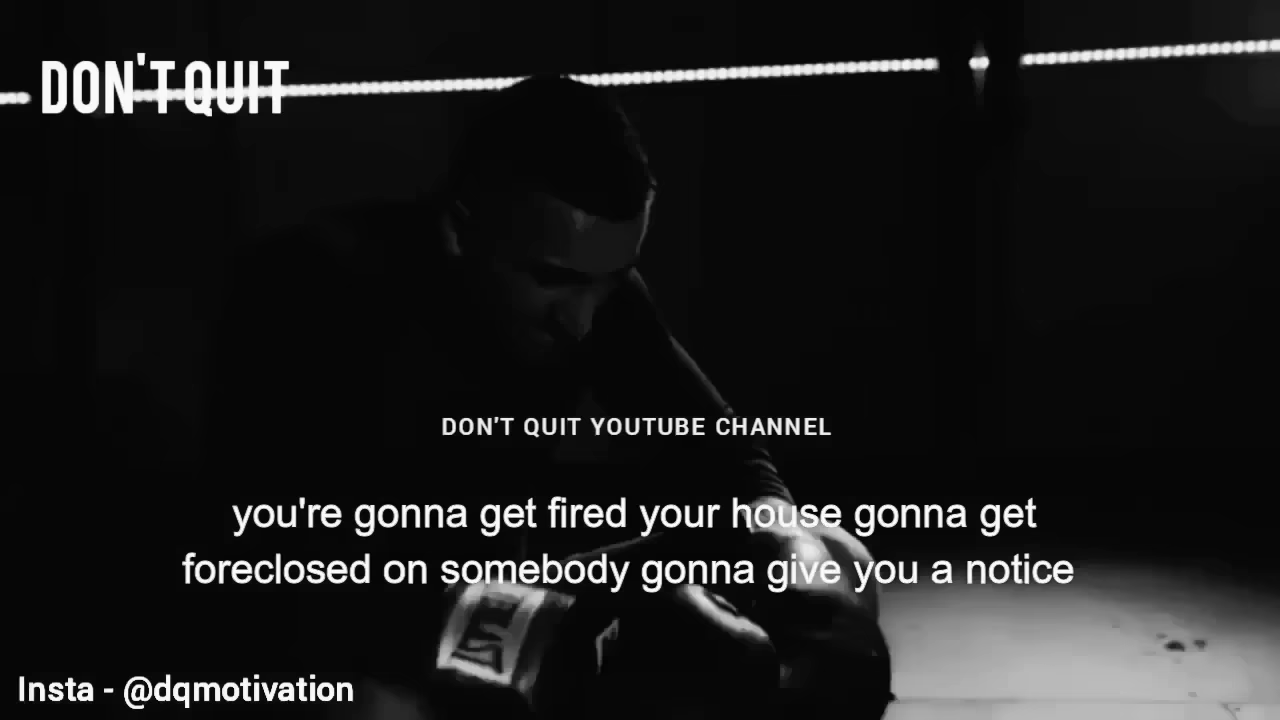 DON'T QUIT
DON'T QUIT YOUTUBE CHANNEL
you're gonna get fired your house gonna get
foreclosed on somebody gonna give you a notice
Insta - @dqmotivation